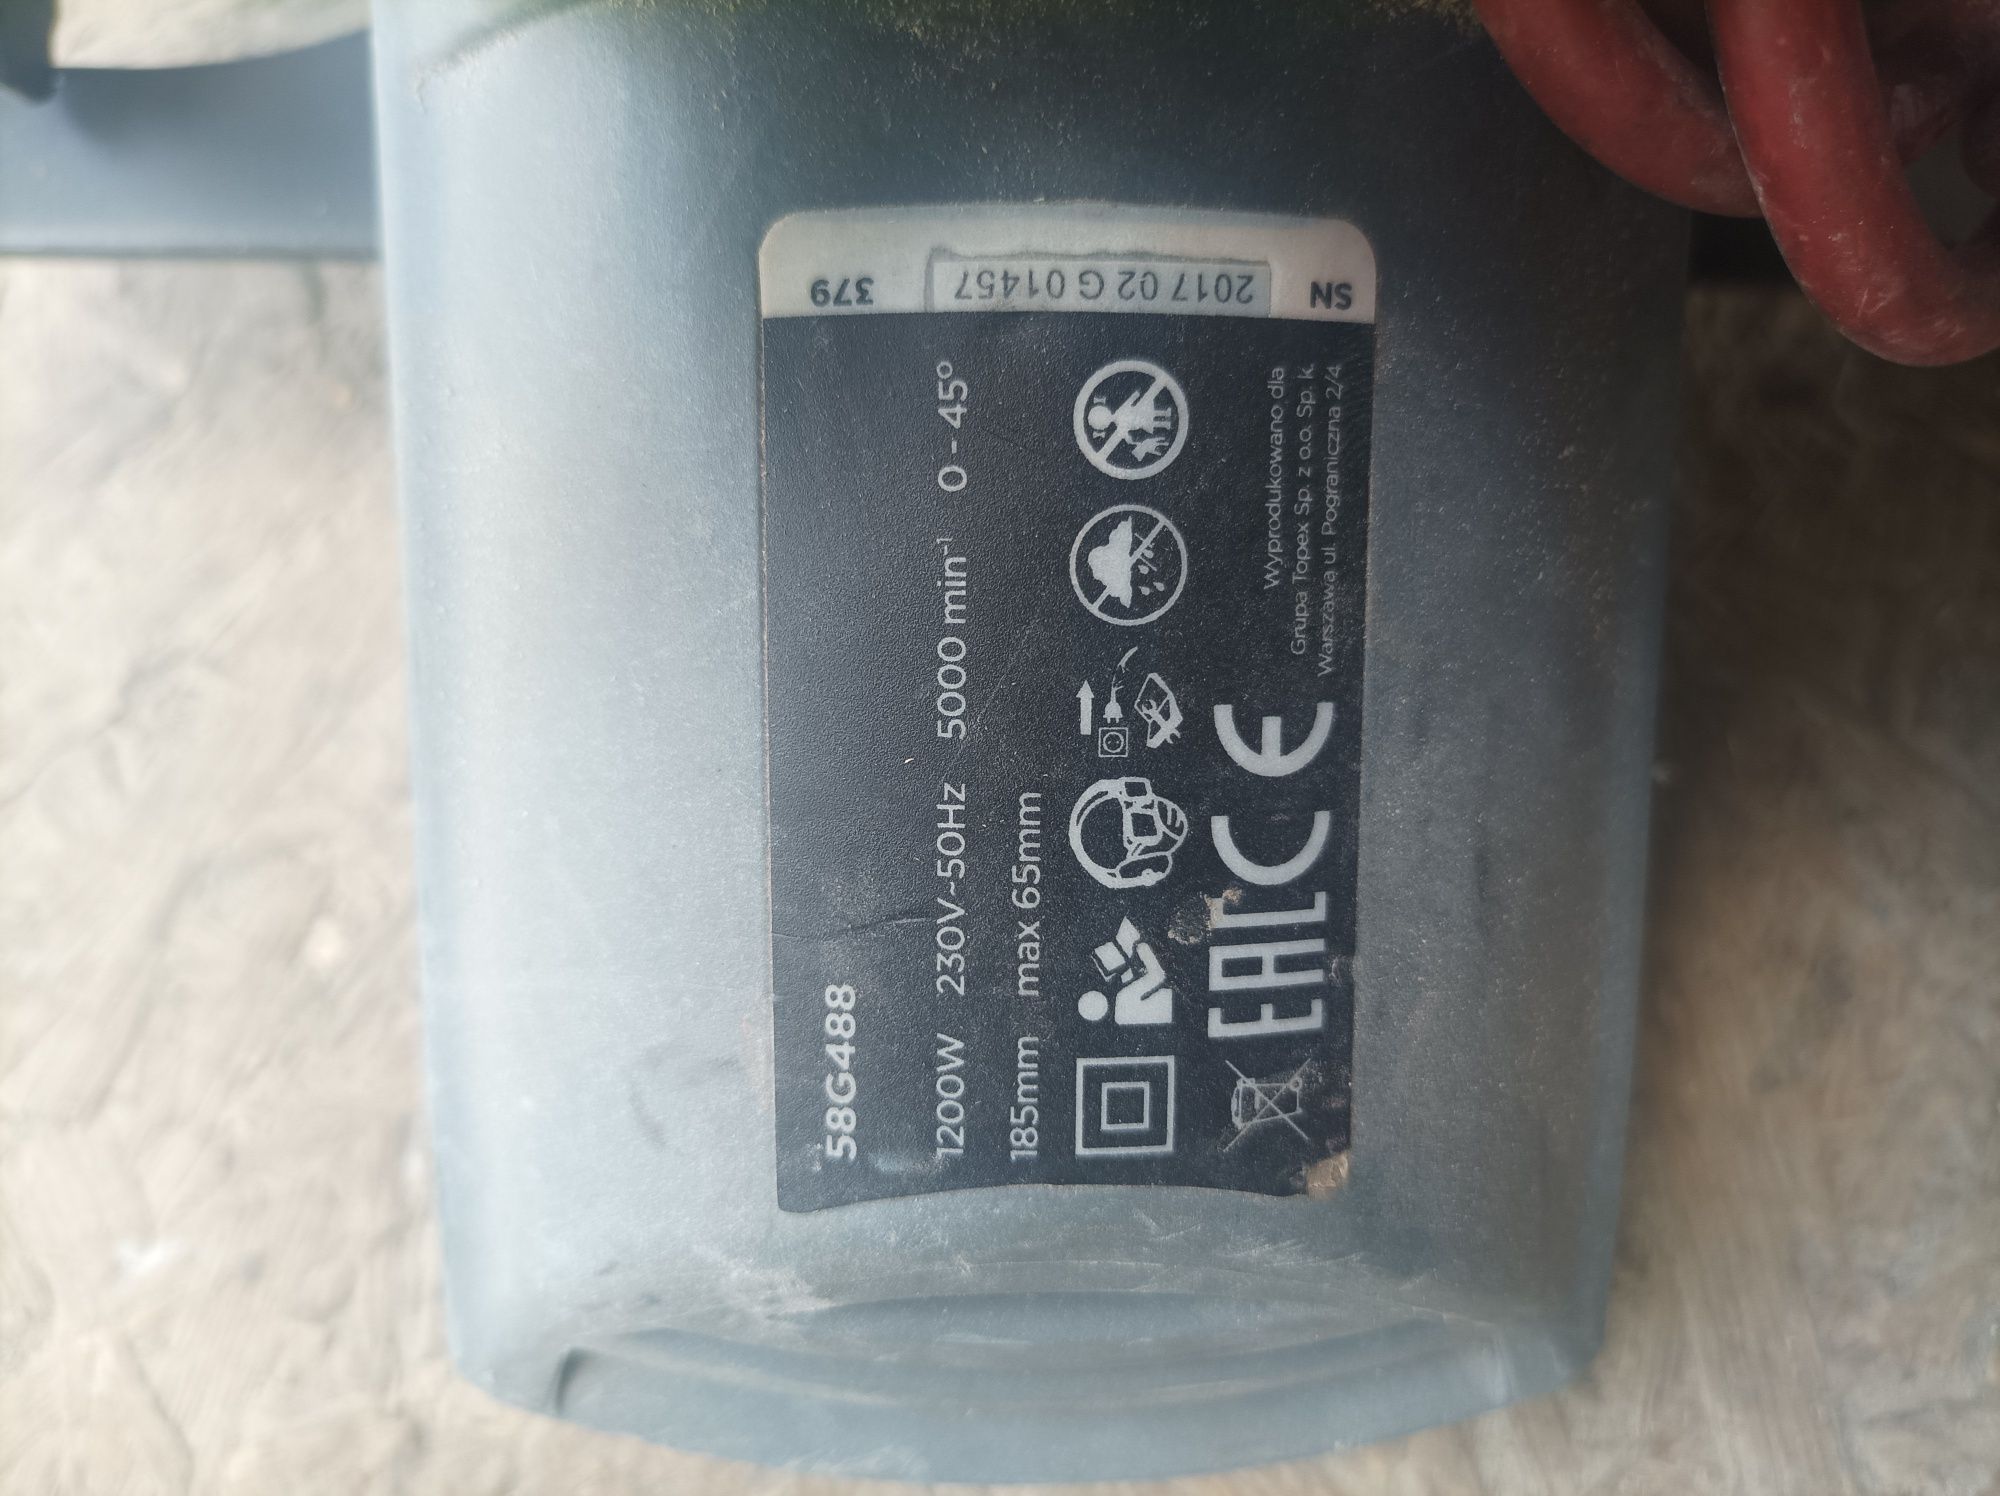 58G488
1200W 230V~50Hz 5000 min⁻¹ 0 - 45°
185mm max 65mm
EAC CE
Wyprodukowano dla
Grupa Topex Sp. z o.o. Sp. k.
Warszawa ul. Pograniczna 2/4
SN 2017 02 G 01457 379